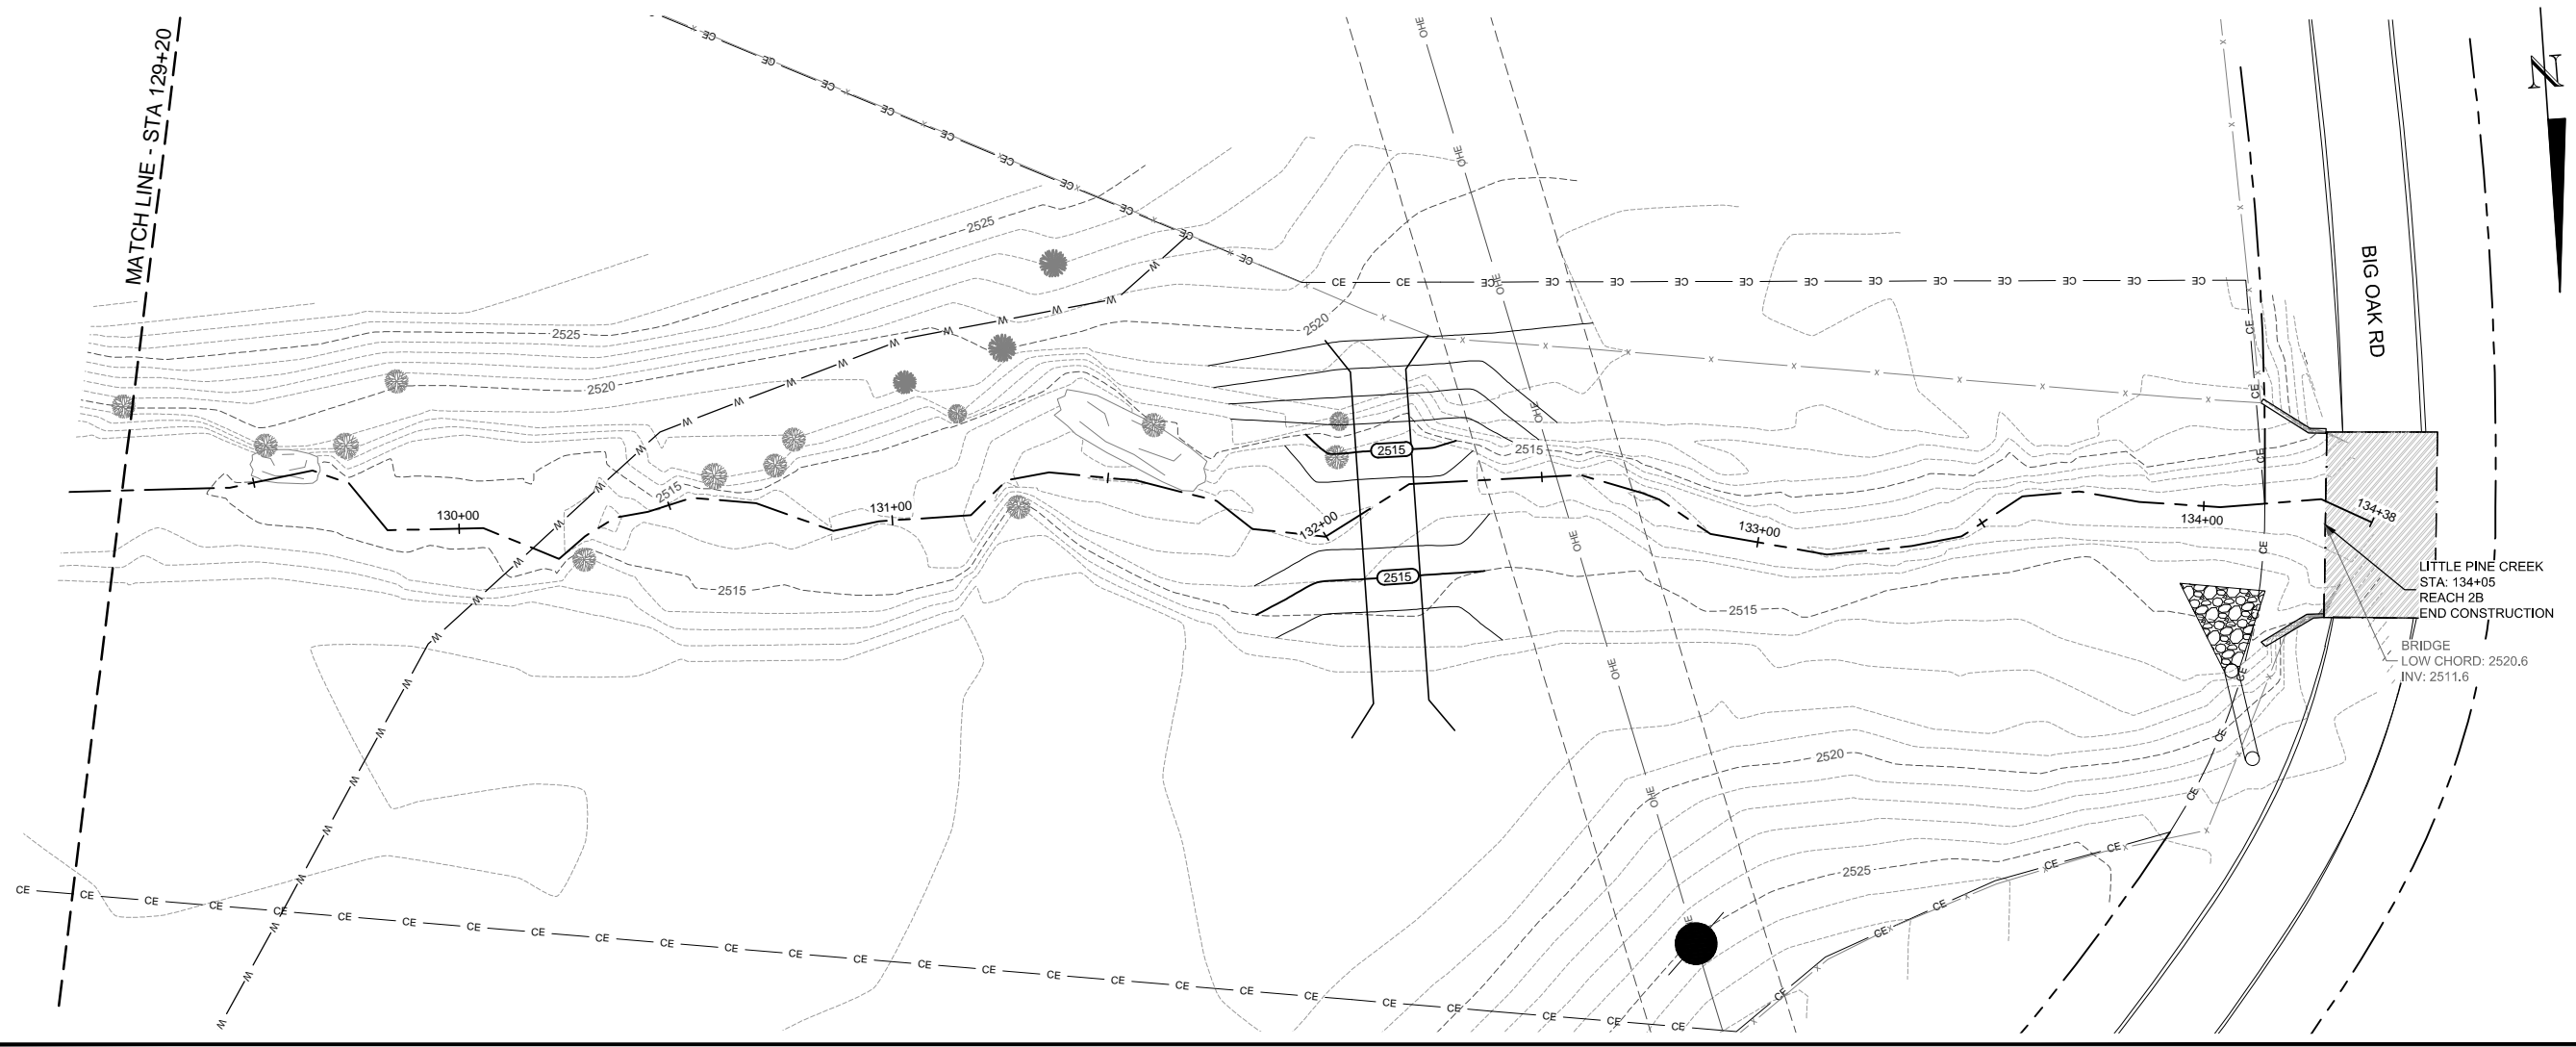 MATCH LINE - STA 129+20
N
BIG OAK RD
2525
2525
2520
2520
2515
2515
2515
2515
130+00
131+00
132+00
133+00
134+00
134+38
2515
2515
2515
LITTLE PINE CREEK
STA: 134+05
REACH 2B
END CONSTRUCTION
BRIDGE
LOW CHORD: 2520.6
INV: 2511.6
2520
2525
CE
W
OHE
X